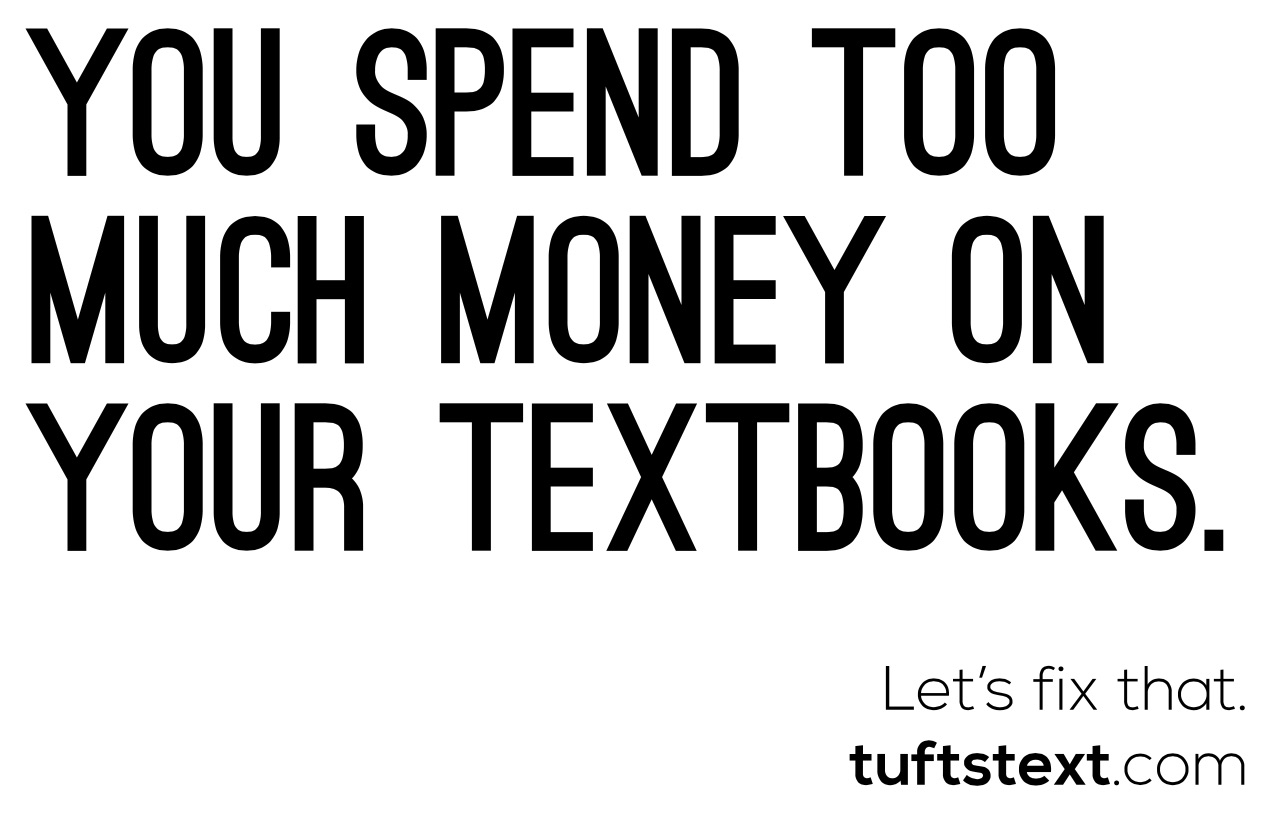 YOU SPEND TOO
MUCH MONEY ON
YOUR TEXTBOOKS.
Let's fix that.
tuftstext.com